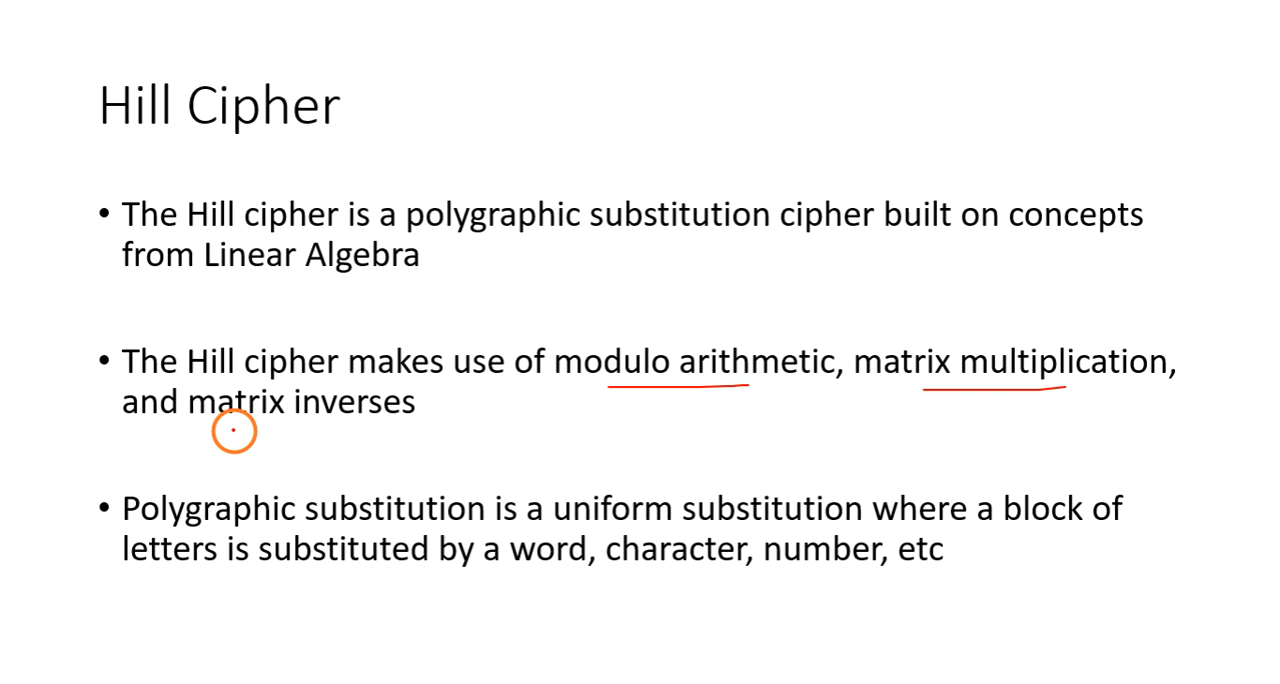 Hill Cipher
• The Hill cipher is a polygraphic substitution cipher built on concepts
from Linear Algebra
• The Hill cipher makes use of modulo arithmetic, matrix multiplication,
and matrix inverses
• Polygraphic substitution is a uniform substitution where a block of
letters is substituted by a word, character, number, etc